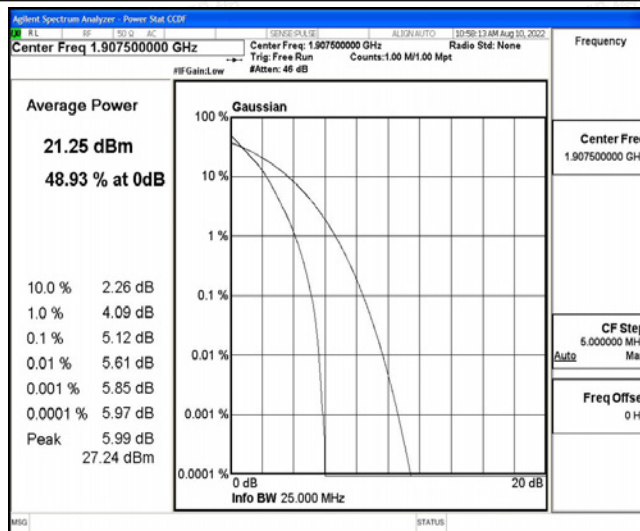 Agilent Spectrum Analyzer - Power Stat CCDF
RL RF 50 Ω AC SENSE:PULSE ALIGN AUTO 10:58:13 AM Aug 10, 2022
Center Freq 1.907500000 GHz
Center Freq: 1.907500000 GHz Radio Std: None
Trig: Free Run Counts:1.00 M/1.00 Mpt
#IFGain:Low #Atten: 46 dB
Frequency
Average Power
21.25 dBm
48.93 % at 0dB
10.0 % 2.26 dB
1.0 % 4.09 dB
0.1 % 5.12 dB
0.01 % 5.61 dB
0.001 % 5.85 dB
0.0001 % 5.97 dB
Peak 5.99 dB
27.24 dBm
Gaussian
100 %
10 %
1 %
0.1 %
0.01 %
0.001 %
0.0001 %
0 dB 20 dB
Info BW 25.000 MHz
Center Fre
1.907500000 GH
CF Ste
5.000000 MH
Auto Ma
Freq Offse
0 H
MSG STATUS